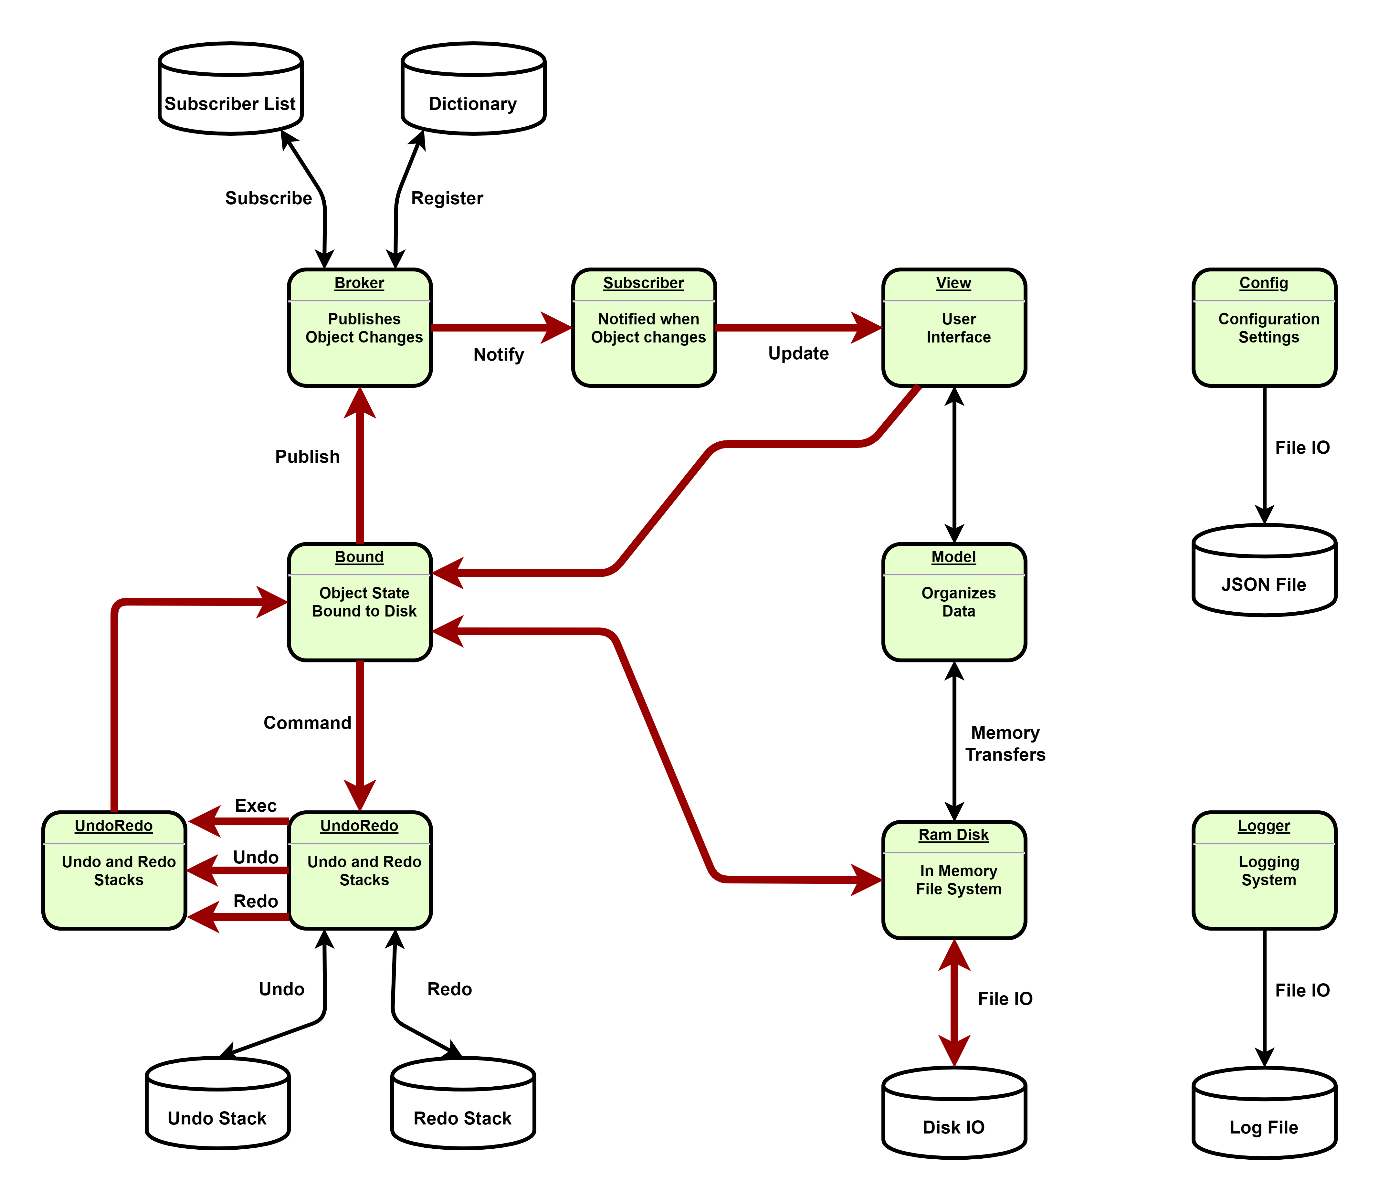 Subscriber List
Dictionary
Subscribe
Register
Broker
Publishes
Object Changes
Notify
Subscriber
Notified when
Object changes
Update
View
User
Interface
Config
Configuration
Settings
Publish
File IO
Bound
Object State
Bound to Disk
Model
Organizes
Data
JSON File
Command
Memory
Transfers
UndoRedo
Undo and Redo
Stacks
Exec
Undo
Redo
UndoRedo
Undo and Redo
Stacks
Ram Disk
In Memory
File System
Logger
Logging
System
Undo
Redo
File IO
File IO
Undo Stack
Redo Stack
Disk IO
Log File